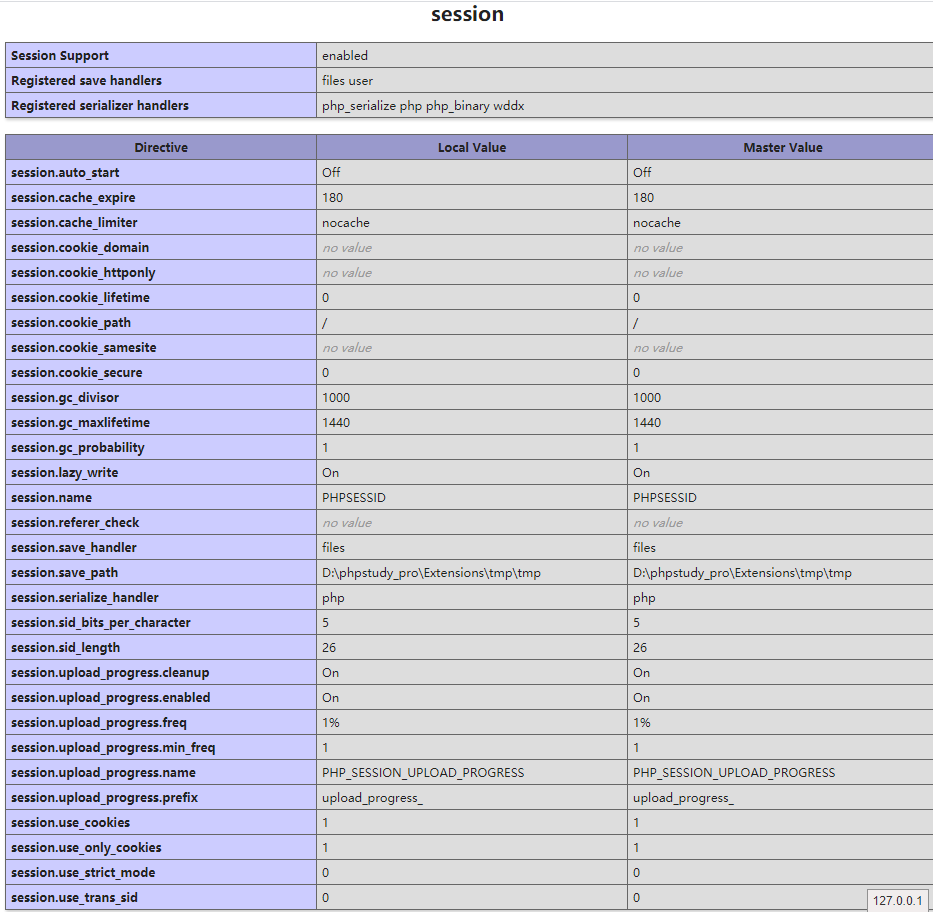 session
Session Support enabled
Registered save handlers files user
Registered serializer handlers php_serialize php php_binary wddx
Directive Local Value Master Value
session.auto_start Off Off
session.cache_expire 180 180
session.cache_limiter nocache nocache
session.cookie_domain no value no value
session.cookie_httponly no value no value
session.cookie_lifetime 0 0
session.cookie_path / /
session.cookie_samesite no value no value
session.cookie_secure 0 0
session.gc_divisor 1000 1000
session.gc_maxlifetime 1440 1440
session.gc_probability 1 1
session.lazy_write On On
session.name PHPSESSID PHPSESSID
session.referer_check no value no value
session.save_handler files files
session.save_path D:\phpstudy_pro\Extensions\tmp\tmp D:\phpstudy_pro\Extensions\tmp\tmp
session.serialize_handler php php
session.sid_bits_per_character 5 5
session.sid_length 26 26
session.upload_progress.cleanup On On
session.upload_progress.enabled On On
session.upload_progress.freq 1% 1%
session.upload_progress.min_freq 1 1
session.upload_progress.name PHP_SESSION_UPLOAD_PROGRESS PHP_SESSION_UPLOAD_PROGRESS
session.upload_progress.prefix upload_progress_ upload_progress_
session.use_cookies 1 1
session.use_only_cookies 1 1
session.use_strict_mode 0 0
session.use_trans_sid 0 0
127.0.0.1